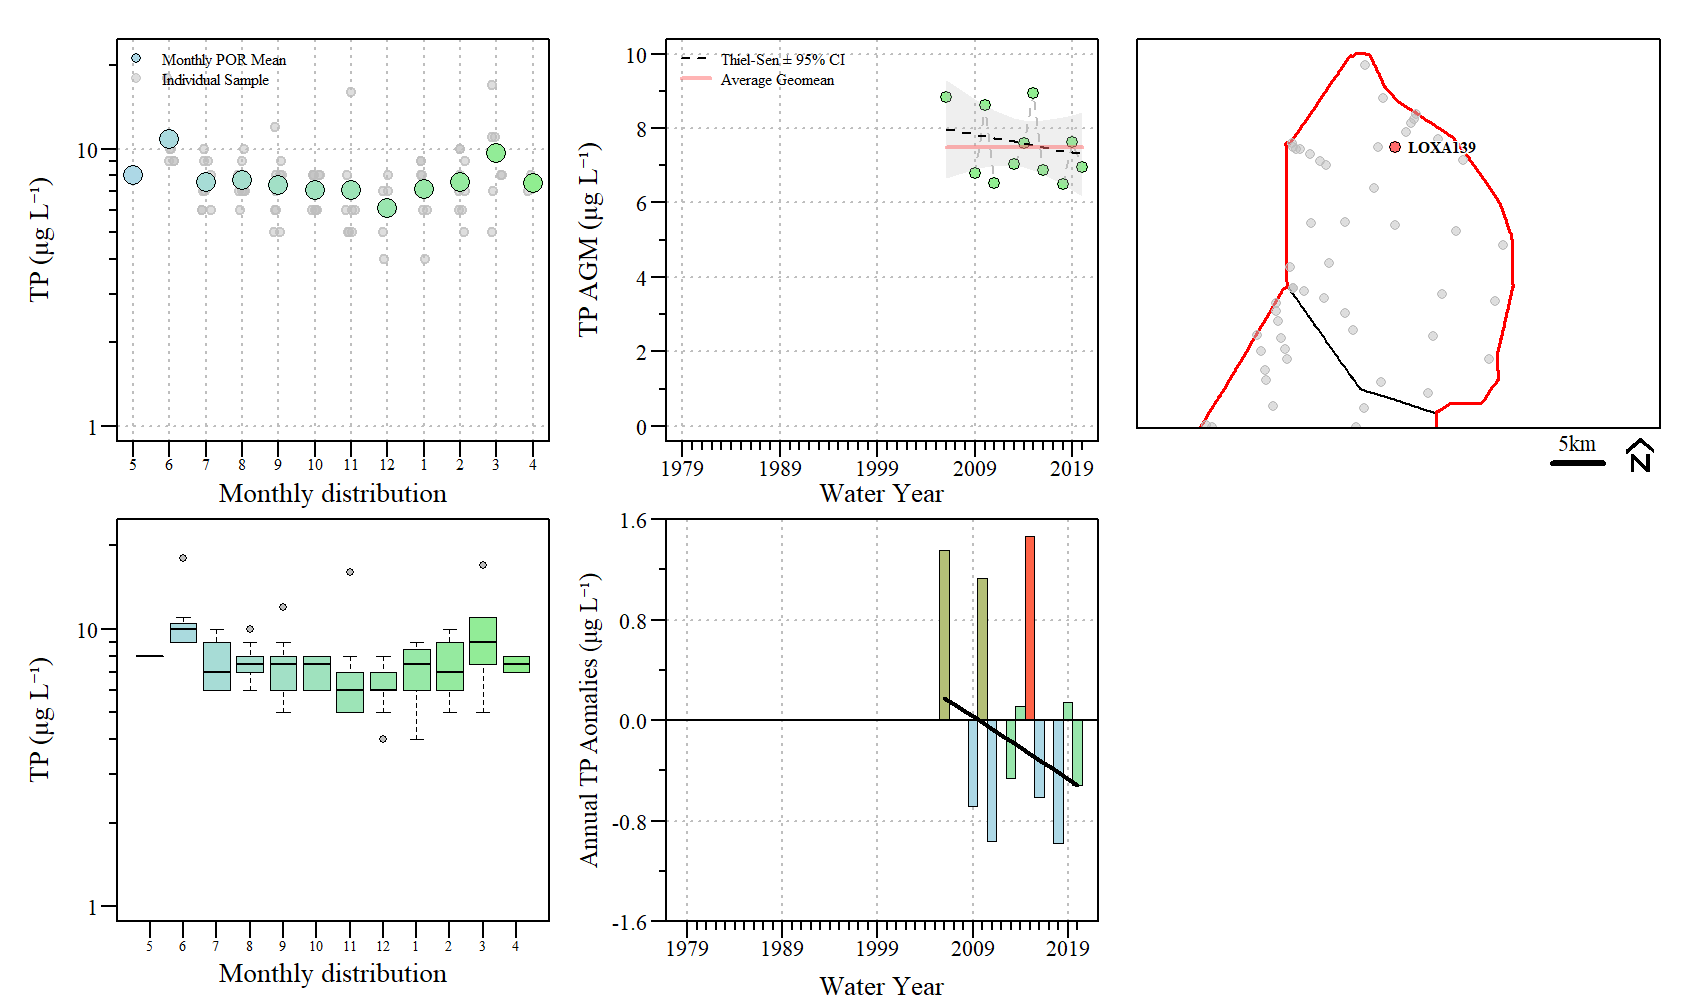 Monthly POR Mean
Individual Sample
10
1
TP (µg L⁻¹)
5 6 7 8 9 10 11 12 1 2 3 4
Monthly distribution
Thiel-Sen ± 95% CI
Average Geomean
10
8
6
4
2
0
TP AGM (µg L⁻¹)
1979 1989 1999 2009 2019
Water Year
LOXA139
5km
N
10
1
TP (µg L⁻¹)
5 6 7 8 9 10 11 12 1 2 3 4
Monthly distribution
1.6
0.8
0.0
-0.8
-1.6
Annual TP Aomalies (µg L⁻¹)
1979 1989 1999 2009 2019
Water Year